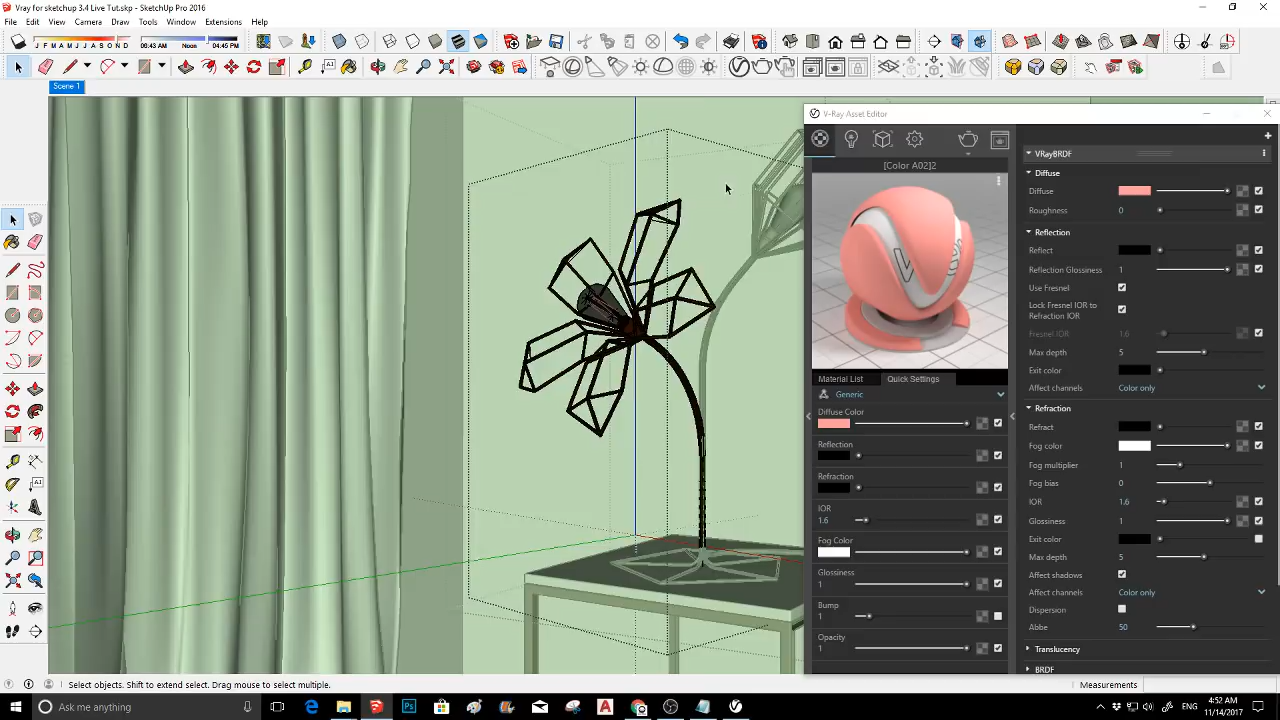 Vray for sketchup 3.4 Live Tut.skp - SketchUp Pro 2016
File Edit View Camera Draw Tools Window Extensions Help
J F M A M J J A S O N D
06:43 AM Noon 04:45 PM
Scene 1
V-Ray Asset Editor
[Color A02]2
Material List Quick Settings
Generic
Diffuse Color
Reflection
Refraction
IOR
1.6
Fog Color
Glossiness
1
Bump
1
Opacity
1
VRayBRDF
Diffuse
Diffuse
Roughness 0
Reflection
Reflect
Reflection Glossiness 1
Use Fresnel
Lock Fresnel IOR to
Refraction IOR
Fresnel IOR 1.6
Max depth 5
Exit color
Affect channels Color only
Refraction
Refract
Fog color
Fog multiplier 1
Fog bias 0
IOR 1.6
Glossiness 1
Exit color
Max depth 5
Affect shadows
Affect channels Color only
Dispersion
Abbe 50
Translucency
BRDF
Select objects. Shift to extend select. Drag mouse to select multiple.
Measurements
Ask me anything
4:52 AM
11/14/2017